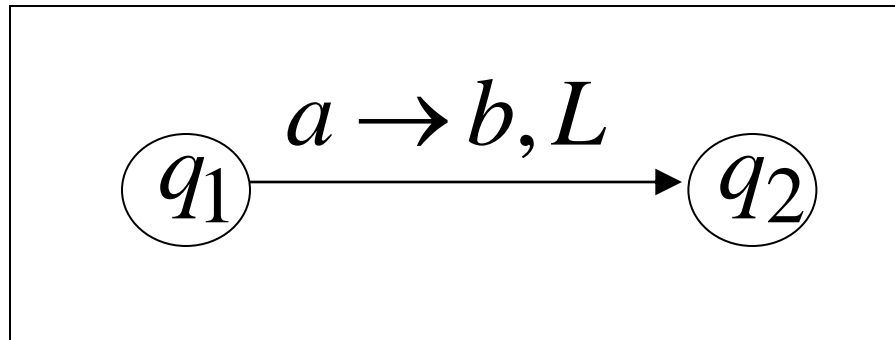 a → b, L
q₁ q₂